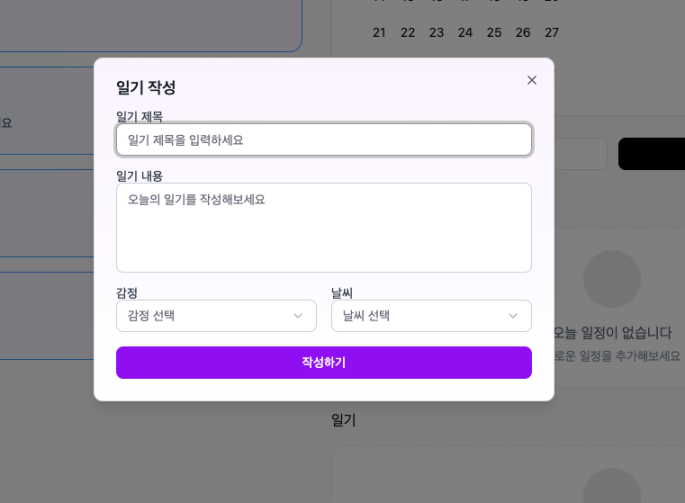 21 22 23 24 25 26 27
일기 작성
일기 제목
일기 제목을 입력하세요
일기 내용
오늘의 일기를 작성해보세요
감정
날씨
감정 선택
날씨 선택
작성하기
오늘 일정이 없습니다
로운 일정을 추가해보세요
일기